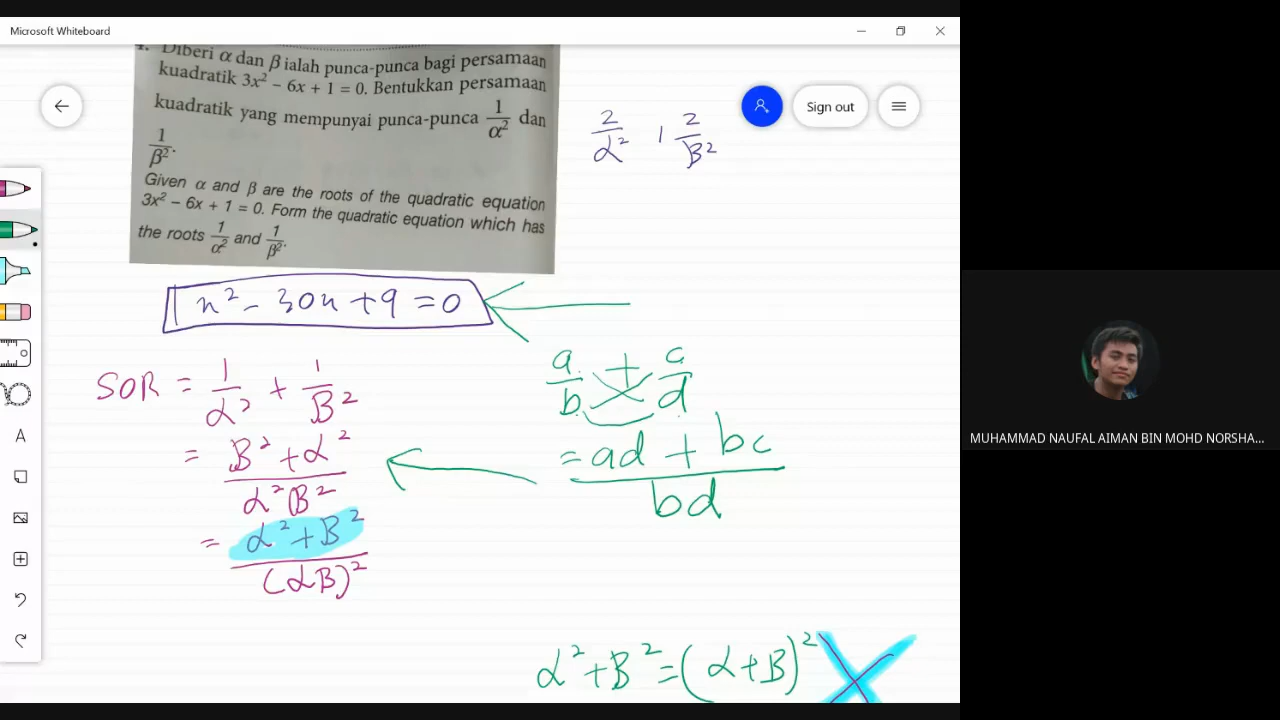 Microsoft Whiteboard
Sign out
4. Diberi α dan β ialah punca-punca bagi persamaan
kuadratik 3x² − 6x + 1 = 0. Bentukkan persamaan
kuadratik yang mempunyai punca-punca 1/α² dan
1/β².
Given α and β are the roots of the quadratic equation
3x² − 6x + 1 = 0. Form the quadratic equation which has
the roots 1/α² and 1/β².
2/α² , 2/β²
x² − 30x + 9 = 0
SOR = 1/α² + 1/β²
= β² + α² / α²β²
= α² + β² / (αβ)²
a/b + c/d
= ad + bc / bd
α² + β² = (α + β)²
A
MUHAMMAD NAUFAL AIMAN BIN MOHD NORSHA...